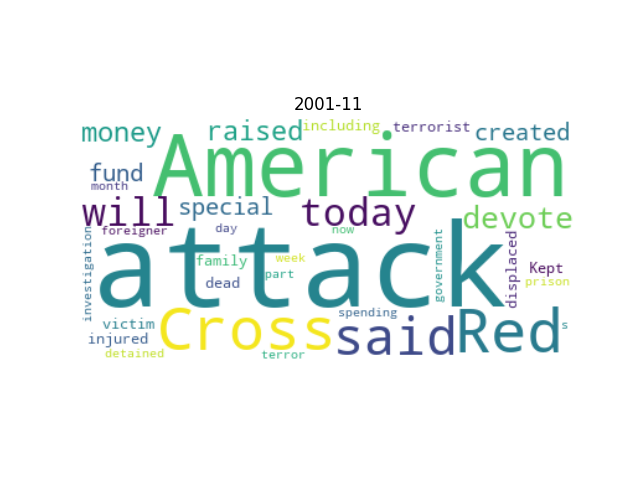 2001-11
money raised including terrorist created
American
fund
month
will special today devote
foreigner day now
attack
investigation
family week
part
dead
government
displaced
Kept
prison
Cross said Red s
spending
victim
injured
detained terror